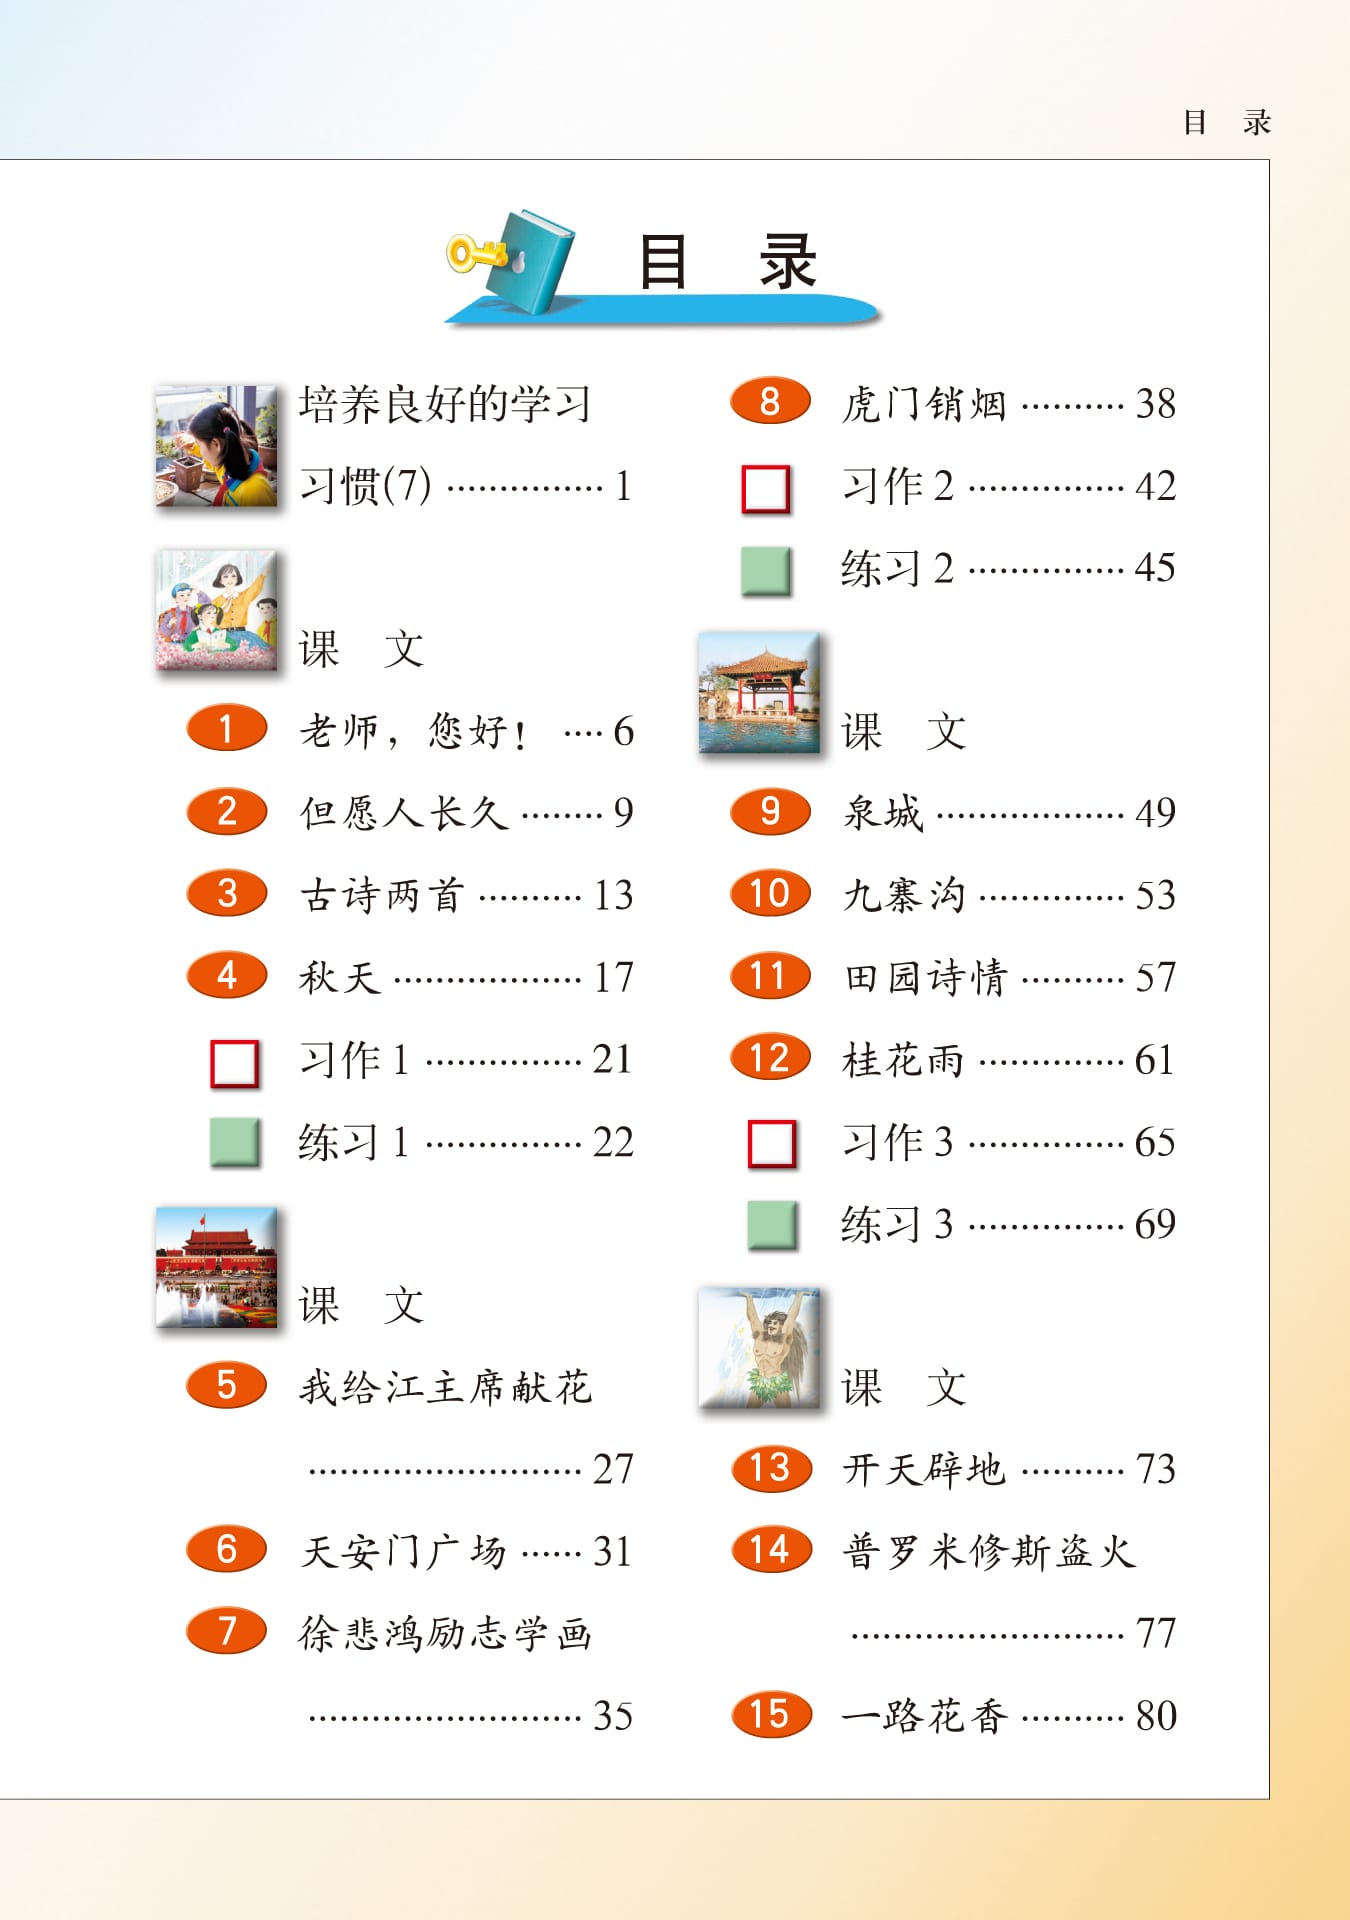 目 录
目 录
培养良好的学习
习惯(7) ··············· 1
课 文
1 老师，您好！ ···· 6
2 但愿人长久 ········ 9
3 古诗两首 ·········· 13
4 秋天 ·················· 17
习作 1 ··············· 21
练习 1 ··············· 22
课 文
5 我给江主席献花
·························· 27
6 天安门广场 ······ 31
7 徐悲鸿励志学画
·························· 35
8 虎门销烟 ·········· 38
习作 2 ··············· 42
练习 2 ··············· 45
课 文
9 泉城 ·················· 49
10 九寨沟 ·············· 53
11 田园诗情 ·········· 57
12 桂花雨 ·············· 61
习作 3 ··············· 65
练习 3 ··············· 69
课 文
13 开天辟地 ·········· 73
14 普罗米修斯盗火
·························· 77
15 一路花香 ·········· 80